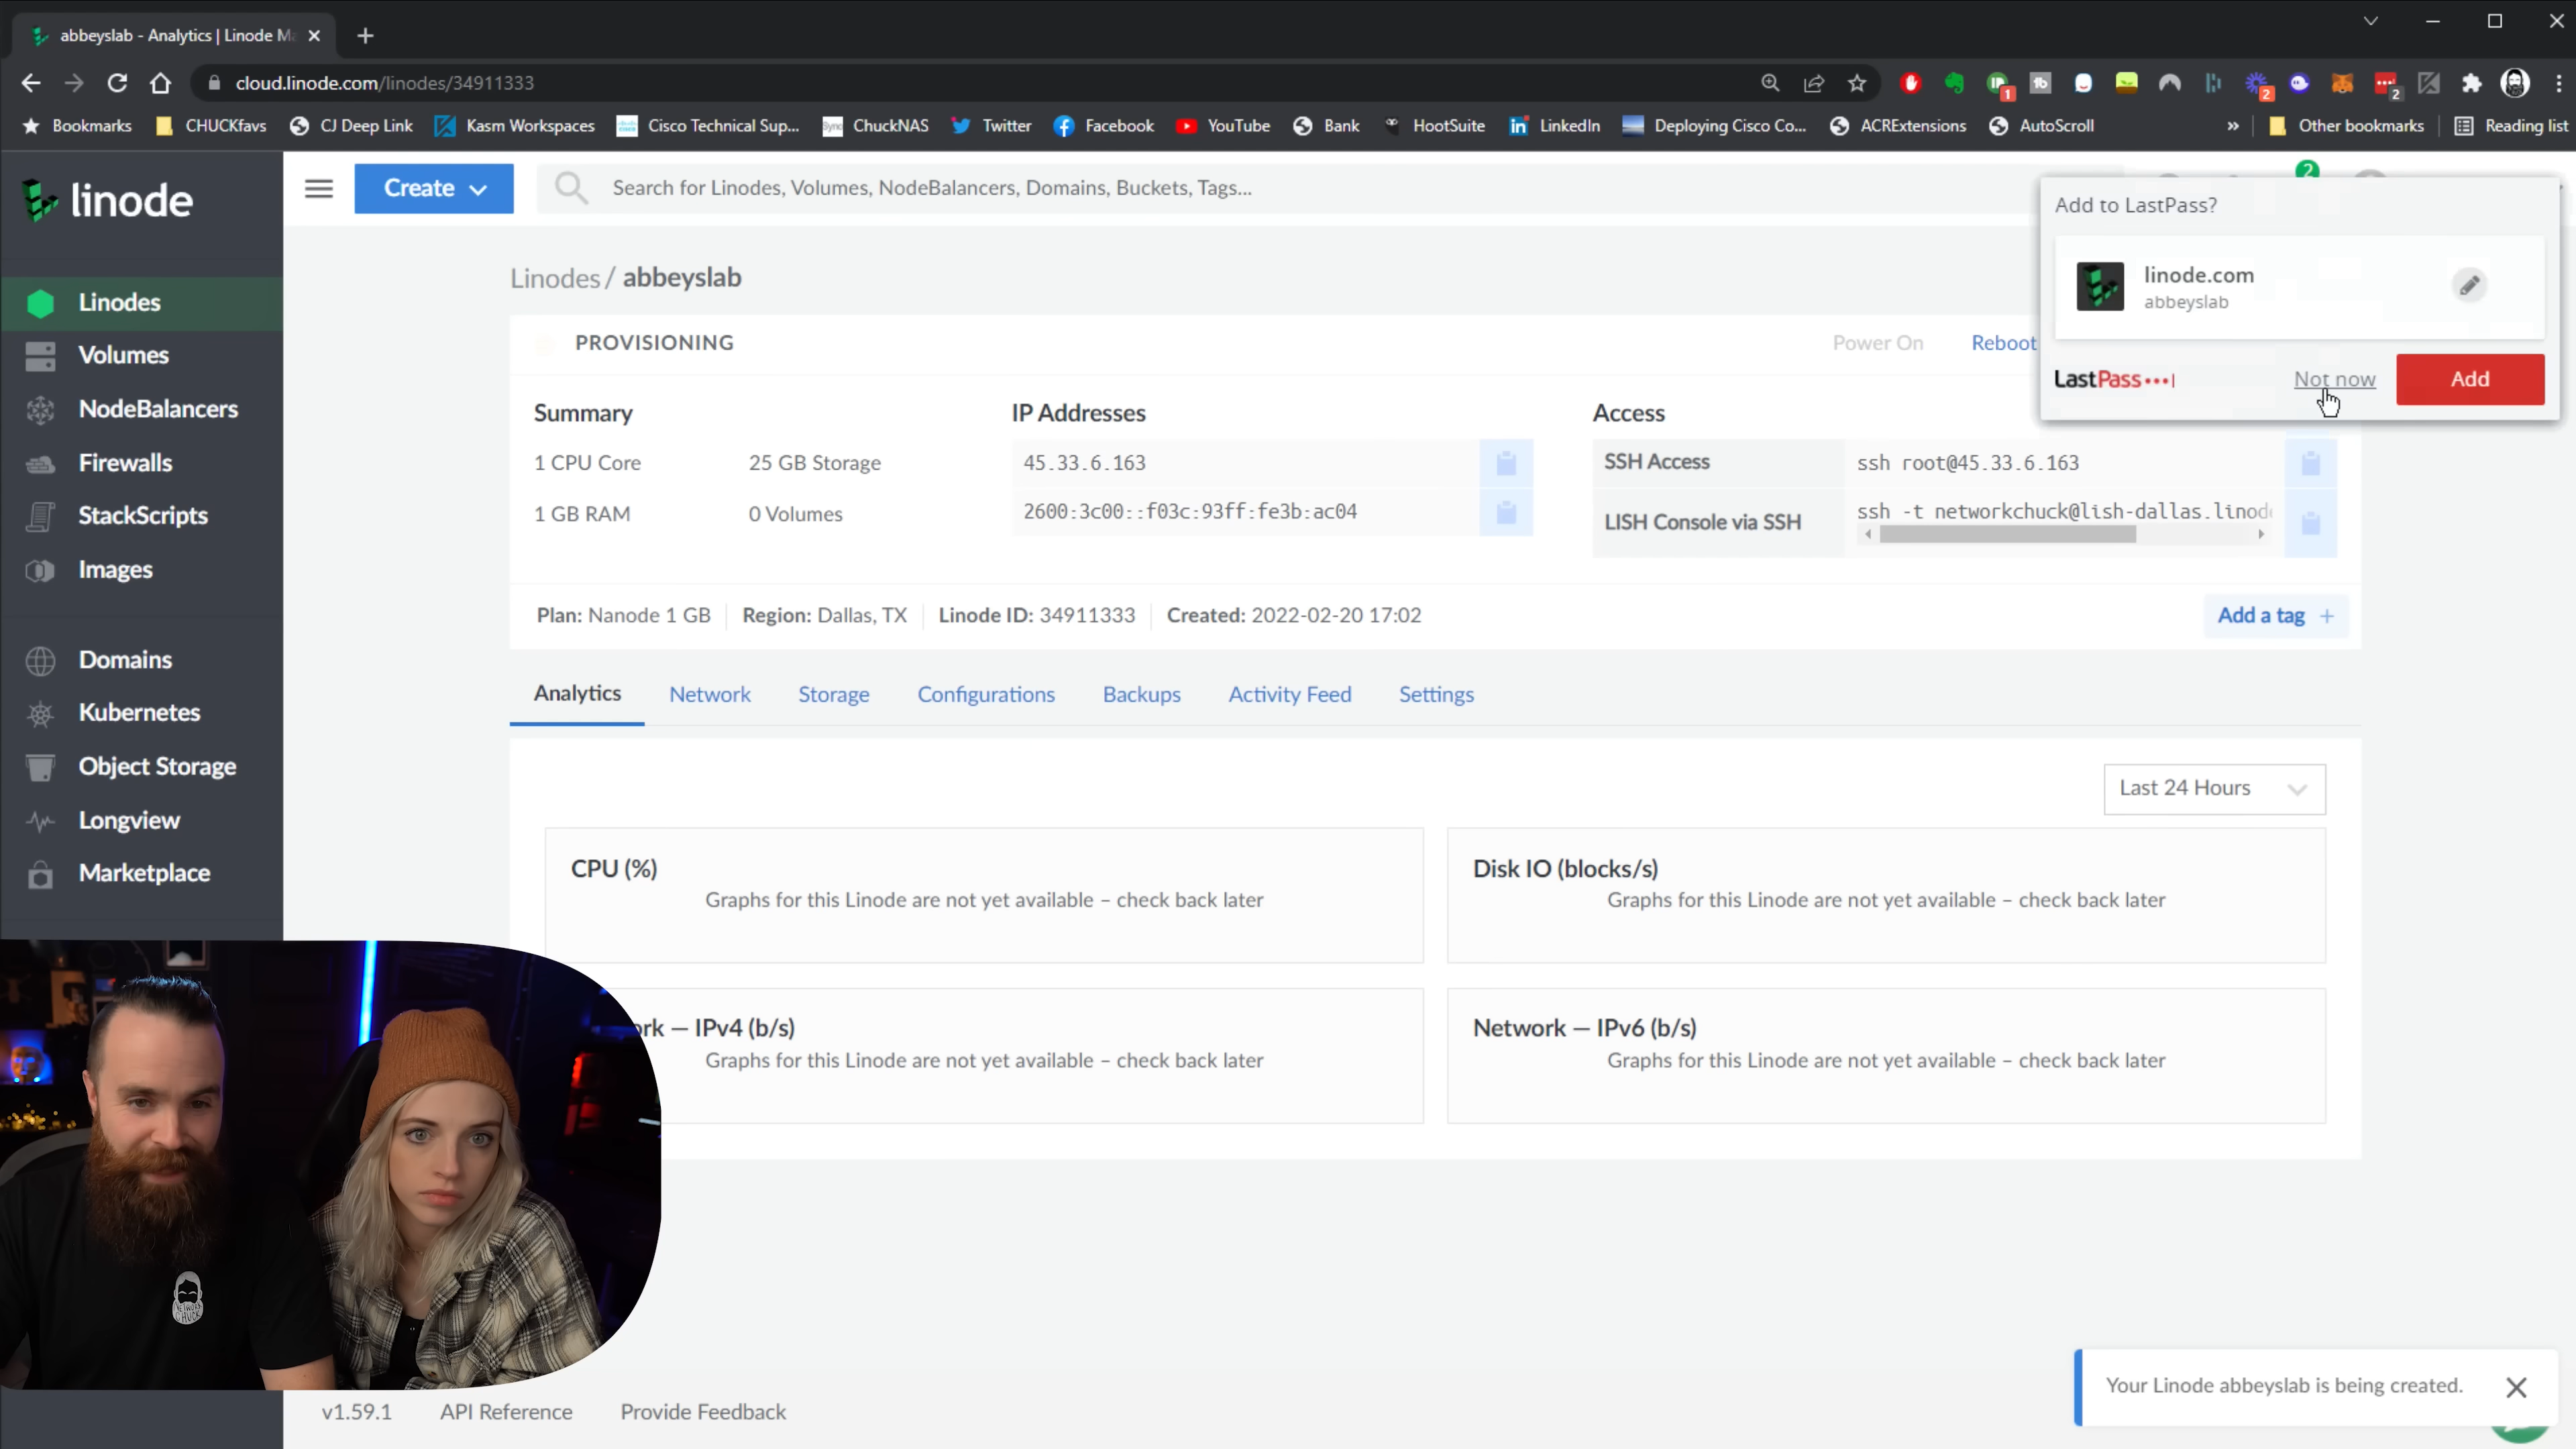 abbeyslab - Analytics | Linode Ma
cloud.linode.com/linodes/34911333
1
2
2
Bookmarks
CHUCKfavs
CJ Deep Link
Kasm Workspaces
Cisco Technical Sup...
ChuckNAS
Twitter
Facebook
YouTube
Bank
HootSuite
LinkedIn
Deploying Cisco Co...
ACRExtensions
AutoScroll
»
Other bookmarks
Reading list
linode
Create
Search for Linodes, Volumes, NodeBalancers, Domains, Buckets, Tags...
2
Add to LastPass?
linode.com
abbeyslab
LastPass
Not now
Add
Linodes
Volumes
NodeBalancers
Firewalls
StackScripts
Images
Domains
Kubernetes
Object Storage
Longview
Marketplace
Linodes / abbeyslab
PROVISIONING
Power On
Reboot
Summary
1 CPU Core
25 GB Storage
1 GB RAM
0 Volumes
IP Addresses
45.33.6.163
2600:3c00::f03c:93ff:fe3b:ac04
Access
SSH Access
ssh root@45.33.6.163
LISH Console via SSH
ssh -t networkchuck@lish-dallas.linod
Plan: Nanode 1 GB
Region: Dallas, TX
Linode ID: 34911333
Created: 2022-02-20 17:02
Add a tag +
Analytics
Network
Storage
Configurations
Backups
Activity Feed
Settings
Last 24 Hours
CPU (%)
Graphs for this Linode are not yet available – check back later
Disk IO (blocks/s)
Graphs for this Linode are not yet available – check back later
ork — IPv4 (b/s)
Graphs for this Linode are not yet available – check back later
Network — IPv6 (b/s)
Graphs for this Linode are not yet available – check back later
NETWORK
CHUCK
Your Linode abbeyslab is being created.
v1.59.1
API Reference
Provide Feedback